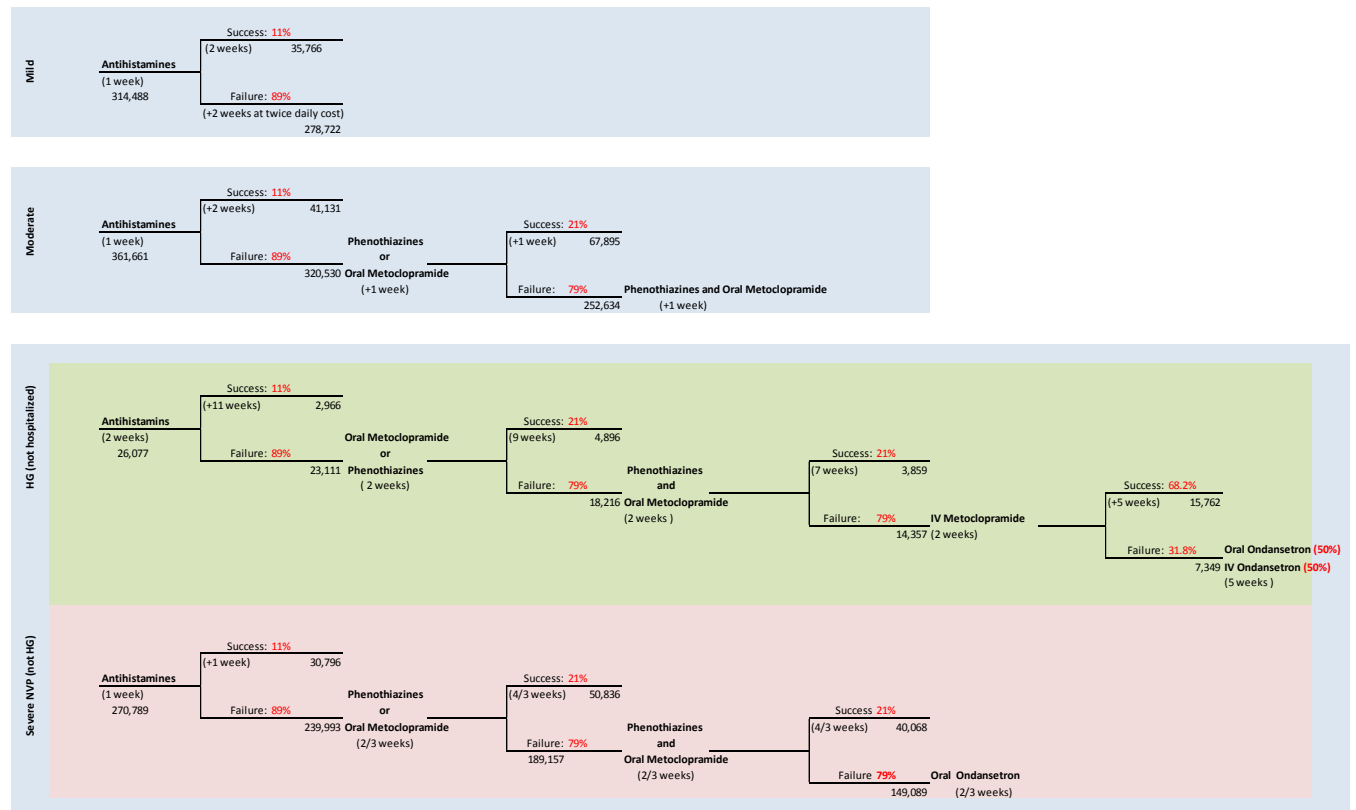 Mild
Success: 11%
(2 weeks) 35,766
Antihistamines
(1 week)
314,488
Failure: 89%
(+2 weeks at twice daily cost)
278,722
Moderate
Success: 11%
(+2 weeks) 41,131
Antihistamines
(1 week)
361,661
Failure: 89%
320,530
Phenothiazines
or
Oral Metoclopramide
(+1 week)
Success: 21%
(+1 week) 67,895
Failure: 79%
252,634
Phenothiazines and Oral Metoclopramide
(+1 week)
HG (not hospitalized)
Success: 11%
(+11 weeks) 2,966
Antihistamins
(2 weeks)
26,077
Failure: 89%
23,111
Oral Metoclopramide
or
Phenothiazines
( 2 weeks)
Success: 21%
(9 weeks) 4,896
Failure: 79%
18,216
Phenothiazines
and
Oral Metoclopramide
(2 weeks )
Success: 21%
(7 weeks) 3,859
Failure: 79%
14,357
IV Metoclopramide
(2 weeks)
Success: 68.2%
(+5 weeks) 15,762
Failure: 31.8%
7,349
Oral Ondansetron (50%)
IV Ondansetron (50%)
(5 weeks )
Severe NVP (not HG)
Success: 11%
(+1 week) 30,796
Antihistamines
(1 week)
270,789
Failure: 89%
239,993
Phenothiazines
or
Oral Metoclopramide
(2/3 weeks)
Success: 21%
(4/3 weeks) 50,836
Failure: 79%
189,157
Phenothiazines
and
Oral Metoclopramide
(2/3 weeks)
Success 21%
(4/3 weeks) 40,068
Failure 79%
149,089
Oral Ondansetron
(2/3 weeks)